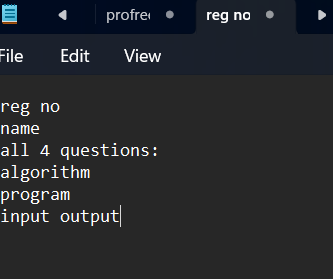 profre
reg no
File Edit View
reg no
name
all 4 questions:
algorithm
program
input output